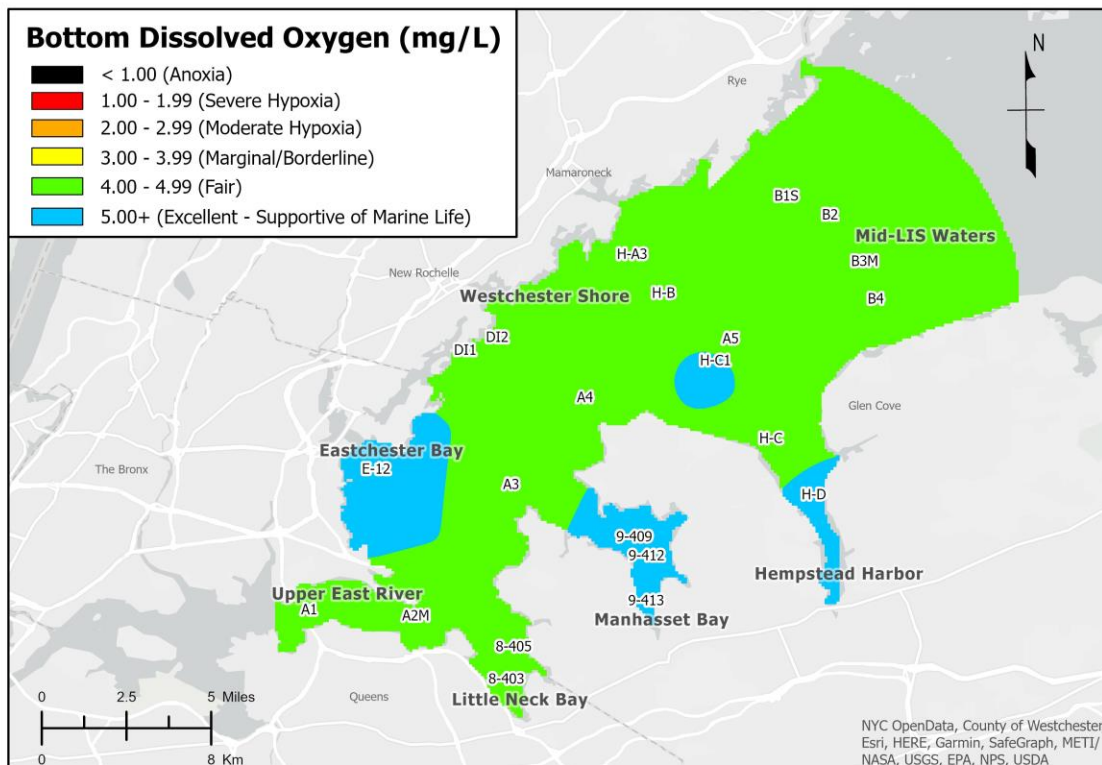 Bottom Dissolved Oxygen (mg/L)
< 1.00 (Anoxia)
1.00 - 1.99 (Severe Hypoxia)
2.00 - 2.99 (Moderate Hypoxia)
3.00 - 3.99 (Marginal/Borderline)
4.00 - 4.99 (Fair)
5.00+ (Excellent - Supportive of Marine Life)
N
Rye
Mamaroneck
B1S
B2
Mid-LIS Waters
H-A3
B3M
New Rochelle
Westchester Shore
H-B
B4
DI2
DI1
A5
H-C1
A4
Glen Cove
H-C
Eastchester Bay
E-12
The Bronx
A3
H-D
9-409
9-412
Hempstead Harbor
Upper East River
A1
A2M
9-413
Manhasset Bay
8-405
8-403
Little Neck Bay
Queens
0 2.5 5 Miles
0 8 Km
NYC OpenData, County of Westchester,
Esri, HERE, Garmin, SafeGraph, METI/
NASA, USGS, EPA, NPS, USDA